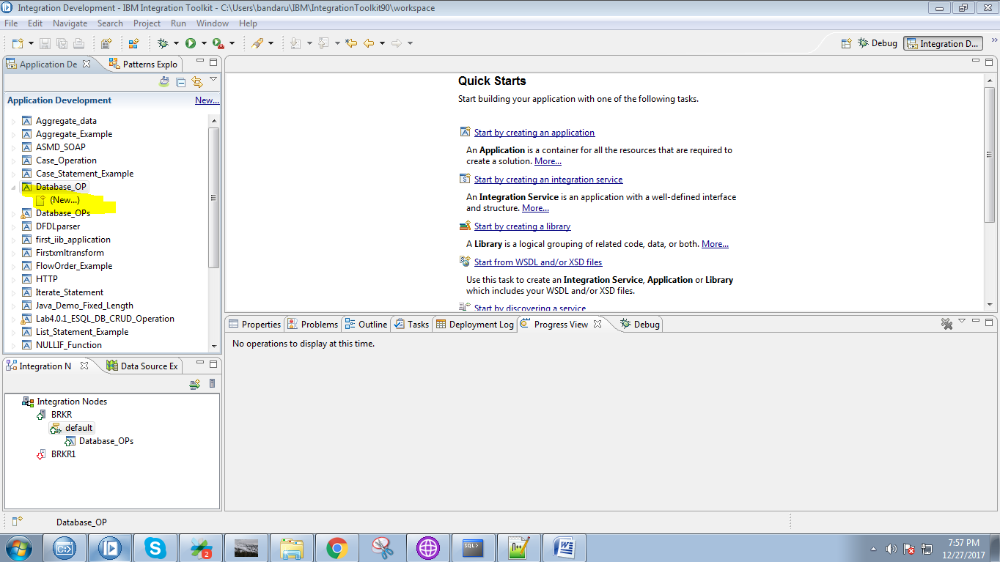 Integration Development - IBM Integration Toolkit - C:\Users\bandaru\IBM\IntegrationToolkit90\workspace
File Edit Navigate Search Project Run Window Help
Debug
Integration D...
Application De
Patterns Explo
Application Development
New...
Aggregate_data
Aggregate_Example
ASMD_SOAP
Case_Operation
Case_Statement_Example
Database_OP
(New...)
Database_OPs
DFDLparser
first_iib_application
Firstxmltransform
FlowOrder_Example
HTTP
Iterate_Statement
Java_Demo_Fixed_Length
Lab4.0.1_ESQL_DB_CRUD_Operation
List_Statement_Example
NULLIF_Function
Quick Starts
Start building your application with one of the following tasks.
Start by creating an application
An Application is a container for all the resources that are required to
create a solution. More...
Start by creating an integration service
An Integration Service is an application with a well-defined interface
and structure. More...
Start by creating a library
A Library is a logical grouping of related code, data, or both. More...
Start from WSDL and/or XSD files
Use this task to create an Integration Service, Application or Library
which includes your WSDL and/or XSD files.
Start by discovering a service
Properties Problems Outline Tasks Deployment Log Progress View Debug
No operations to display at this time.
Integration N
Data Source Ex
Integration Nodes
BRKR
default
Database_OPs
BRKR1
Database_OP
C:\>
S
2
SQL>
W
7:57 PM
12/27/2017